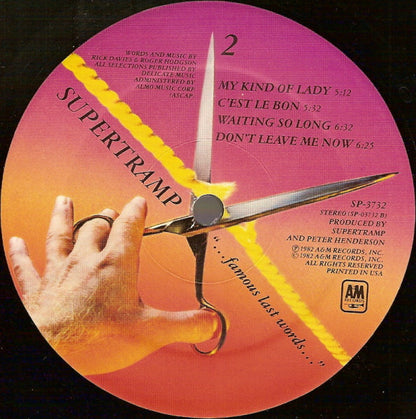 2
WORDS AND MUSIC BY
RICK DAVIES & ROGER HODGSON
ALL SELECTIONS PUBLISHED BY
DELICATE MUSIC
ADMINISTERED BY
ALMO MUSIC CORP.
ASCAP.
MY KIND OF LADY 5:12
C'EST LE BON 5:32
WAITING SO LONG 6:32
DON'T LEAVE ME NOW 6:25
SUPERTRAMP
SP-3732
STEREO (SP-03732 B)
PRODUCED BY
SUPERTRAMP
AND PETER HENDERSON
℗ 1982 A&M RECORDS, INC.
© 1982 A&M RECORDS, INC.
ALL RIGHTS RESERVED
PRINTED IN USA
"...famous last words..."
A&M
RECORDS